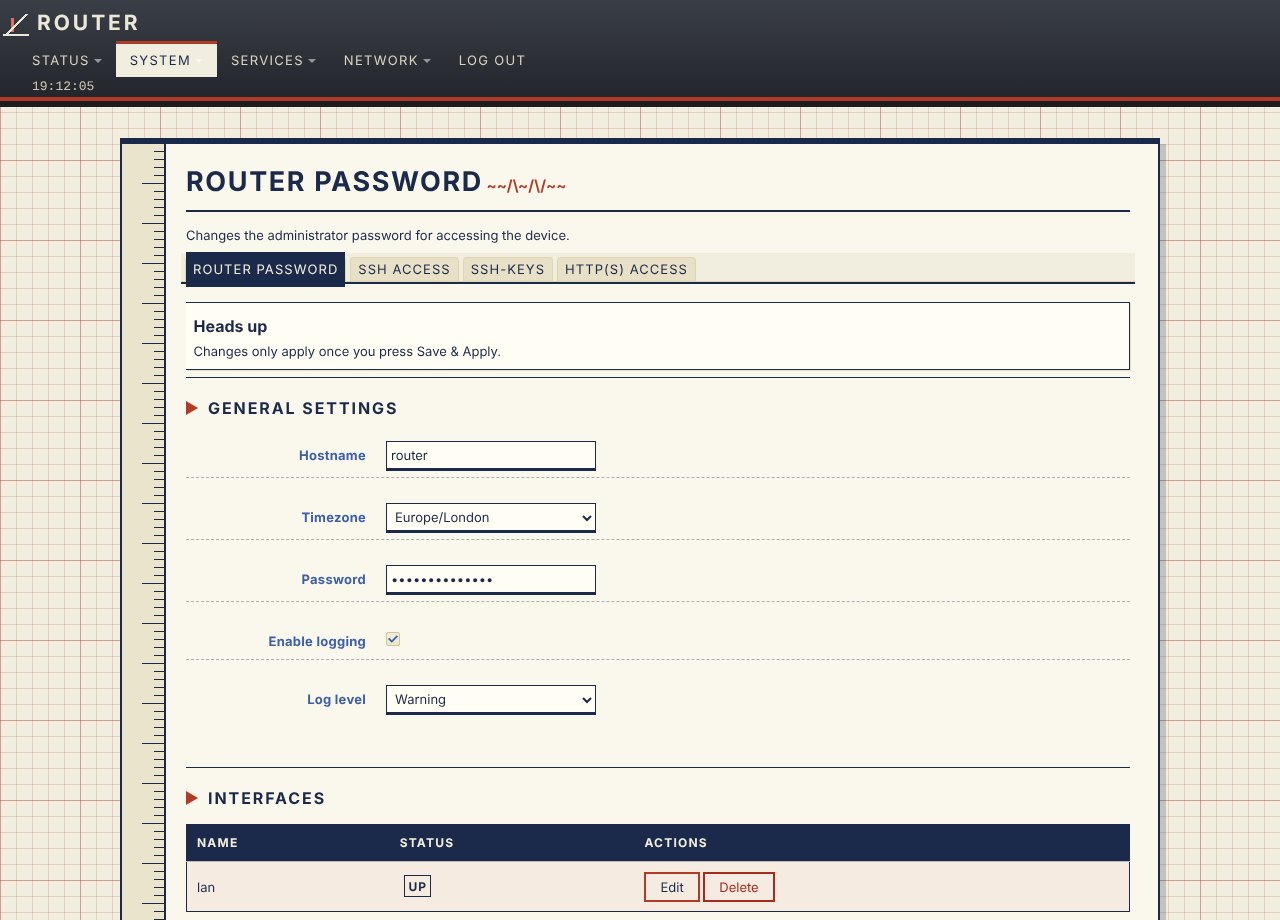 ROUTER
STATUS SYSTEM SERVICES NETWORK LOG OUT
19:12:05
ROUTER PASSWORD ~~/\~/\/~~
Changes the administrator password for accessing the device.
ROUTER PASSWORD SSH ACCESS SSH-KEYS HTTP(S) ACCESS
Heads up
Changes only apply once you press Save & Apply.
GENERAL SETTINGS
Hostname router
Timezone Europe/London
Password ••••••••••••••
Enable logging
Log level Warning
INTERFACES
NAME STATUS ACTIONS
lan UP Edit Delete